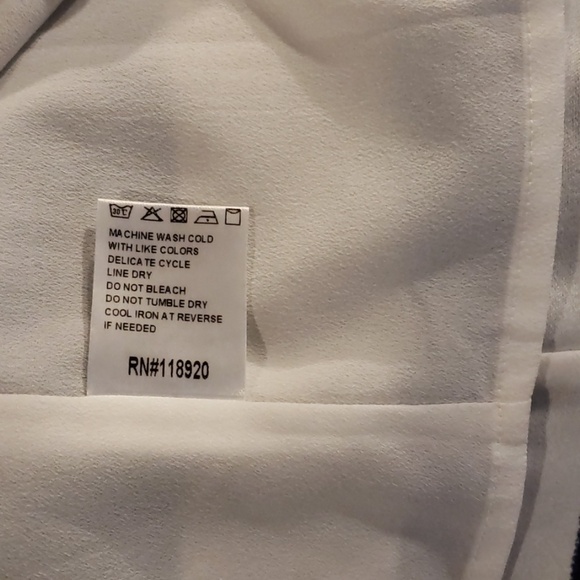 30°C
MACHINE WASH COLD
WITH LIKE COLORS
DELICATE CYCLE
LINE DRY
DO NOT BLEACH
DO NOT TUMBLE DRY
COOL IRON AT REVERSE
IF NEEDED
RN#118920